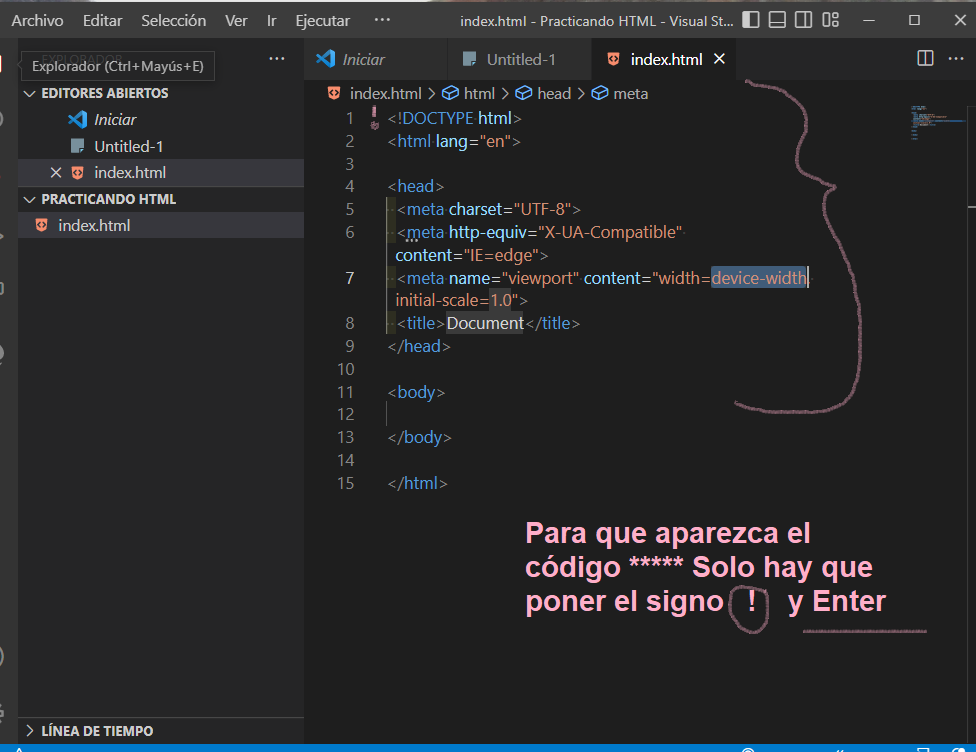 Archivo Editar Selección Ver Ir Ejecutar ··· index.html - Practicando HTML - Visual St...
Explorador (Ctrl+Mayús+E) ···
Iniciar Untitled-1 index.html ···
EDITORES ABIERTOS
Iniciar
Untitled-1
index.html
PRACTICANDO HTML
index.html
index.html > html > head > meta
1 <!DOCTYPE html>
2 <html lang="en">
3
4 <head>
5 <meta charset="UTF-8">
6 <meta http-equiv="X-UA-Compatible"
content="IE=edge">
7 <meta name="viewport" content="width=device-width
initial-scale=1.0">
8 <title>Document</title>
9 </head>
10
11 <body>
12
13 </body>
14
15 </html>
Para que aparezca el
código ***** Solo hay que
poner el signo ! y Enter
LÍNEA DE TIEMPO